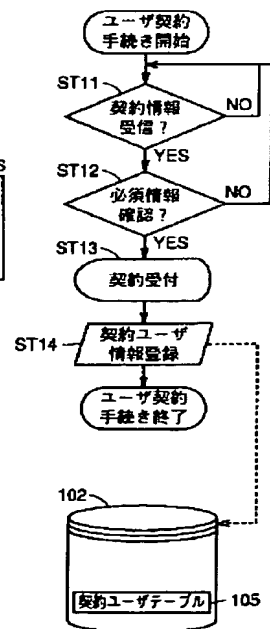 ユーザ契約
手続き開始
ST11
契約情報
受信？
NO
YES
ST12
必須情報
確認？
NO
YES
ST13
契約受付
ST14
契約ユーザ
情報登録
ユーザ契約
手続き終了
102
契約ユーザテーブル
105